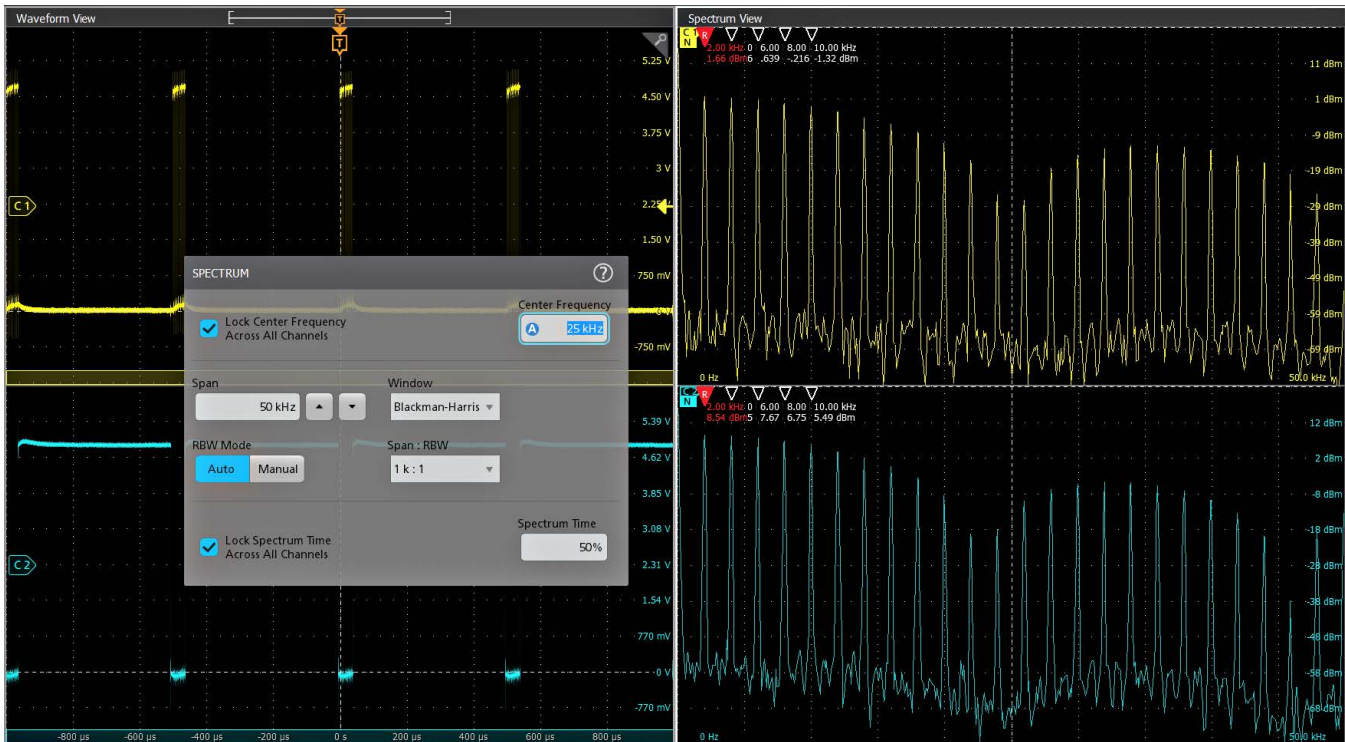 Waveform View
T
T
5.25 V
4.50 V
3.75 V
3 V
C 1
2.25 V
1.50 V
750 mV
0 V
-750 mV
SPECTRUM
?
Center Frequency
Lock Center Frequency
Across All Channels
A 25 kHz
Span
Window
50 kHz
Blackman-Harris
RBW Mode
Span : RBW
Auto
Manual
1 k : 1
Spectrum Time
Lock Spectrum Time
Across All Channels
50%
5.39 V
4.62 V
3.85 V
3.08 V
C 2
2.31 V
1.54 V
770 mV
0 V
-770 mV
-800 µs -600 µs -400 µs -200 µs 0 s 200 µs 400 µs 600 µs 800 µs
Spectrum View
C 1
N
R
2.00 kHz 0 6.00 8.00 10.00 kHz
1.66 dBm 6 .639 -.216 -1.32 dBm
11 dBm
1 dBm
-9 dBm
-19 dBm
-29 dBm
-39 dBm
-49 dBm
-59 dBm
-69 dBm
0 Hz
50.0 kHz
C 2
N
R
2.00 kHz 0 6.00 8.00 10.00 kHz
8.54 dBm 5 7.67 6.75 5.49 dBm
12 dBm
2 dBm
-8 dBm
-18 dBm
-28 dBm
-38 dBm
-48 dBm
-58 dBm
-68 dBm
0 Hz
50.0 kHz